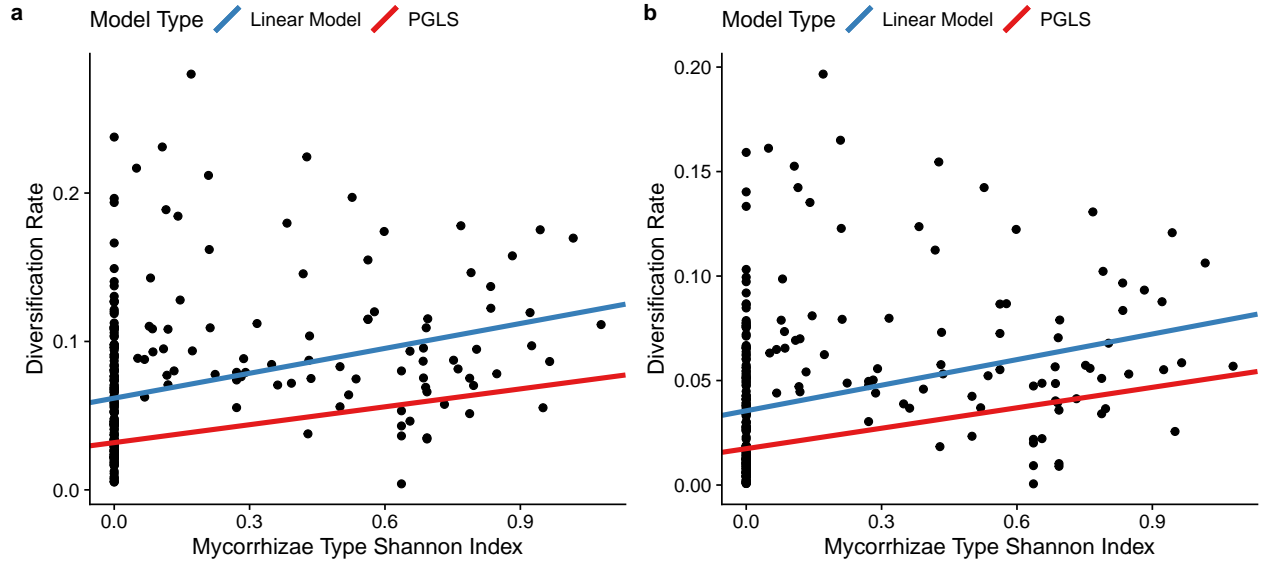 a
Model Type Linear Model PGLS
Diversification Rate
0.2
0.1
0.0
0.0 0.3 0.6 0.9
Mycorrhizae Type Shannon Index
b
Model Type Linear Model PGLS
Diversification Rate
0.20
0.15
0.10
0.05
0.00
0.0 0.3 0.6 0.9
Mycorrhizae Type Shannon Index